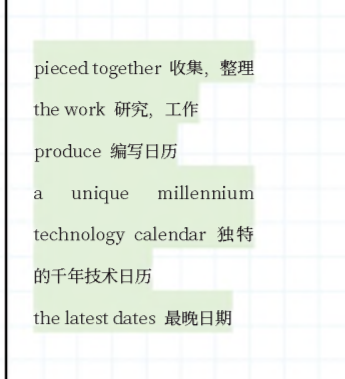 pieced together 收集，整理
the work 研究，工作
produce 编写日历
a unique millennium
technology calendar 独特
的千年技术日历
the latest dates 最晚日期